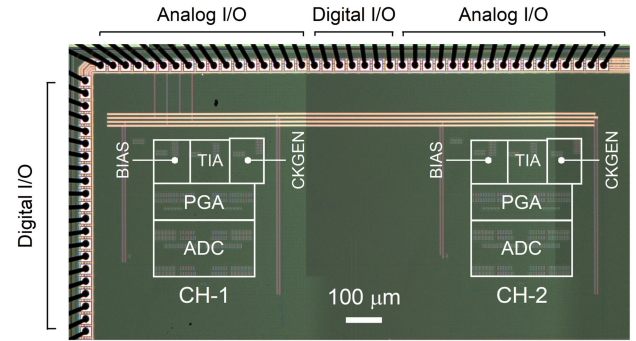 Analog I/O Digital I/O Analog I/O
Digital I/O
BIAS TIA CKGEN
PGA
ADC
CH-1
100 µm
BIAS TIA CKGEN
PGA
ADC
CH-2